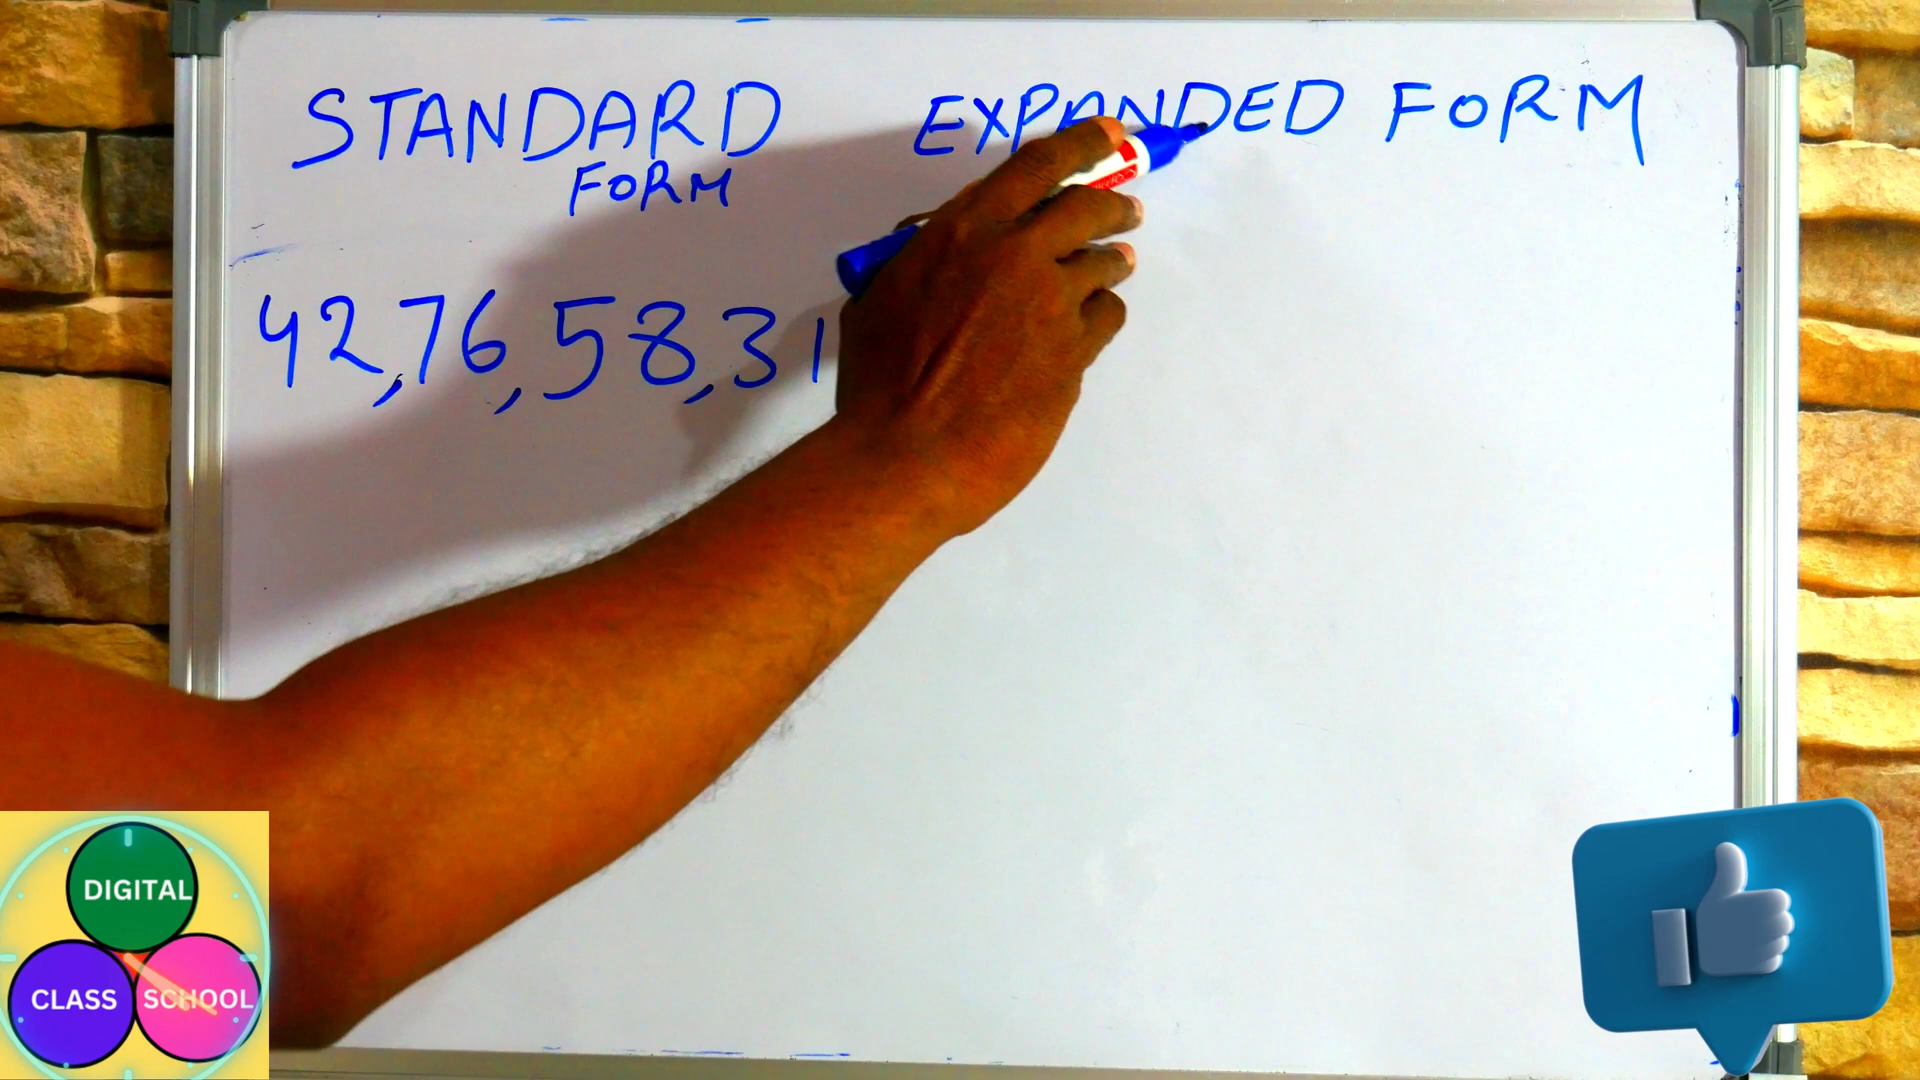 STANDARD EXPANDED FORM
FORM
42,76,58,31
DIGITAL
CLASS SCHOOL